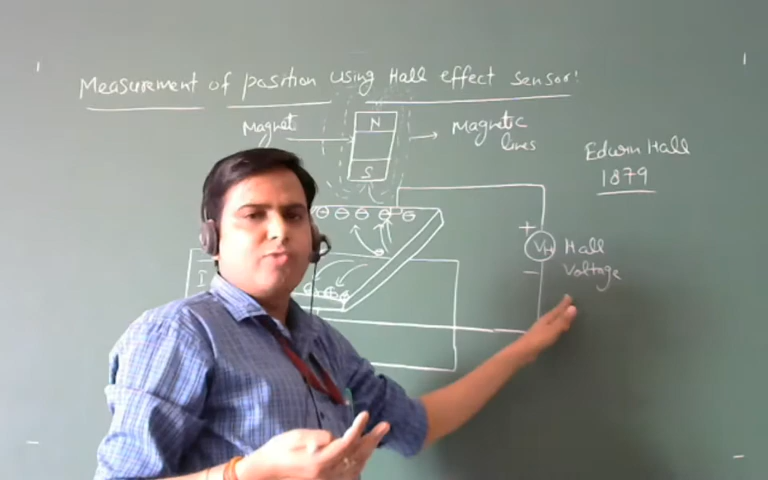 Measurement of position using Hall effect sensor:
Magnet
N
S
Magnetic
lines
Edwin Hall
1879
I
+
VH
-
Hall
Voltage